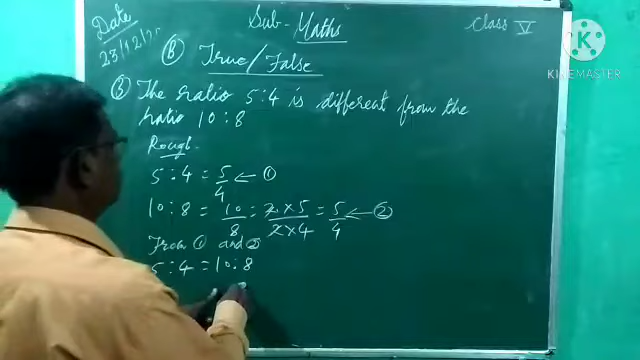 Date
Sub- Maths
Class V
23/12/
B True/False
3 The ratio 5:4 is different from the
ratio 10:8
Rough.
5:4 = 5/4 ← 1
10:8 = 10/8 = 2×5/2×4 = 5/4 ← 2
From 1 and 2
5:4 = 10:8
K
KINEMASTER